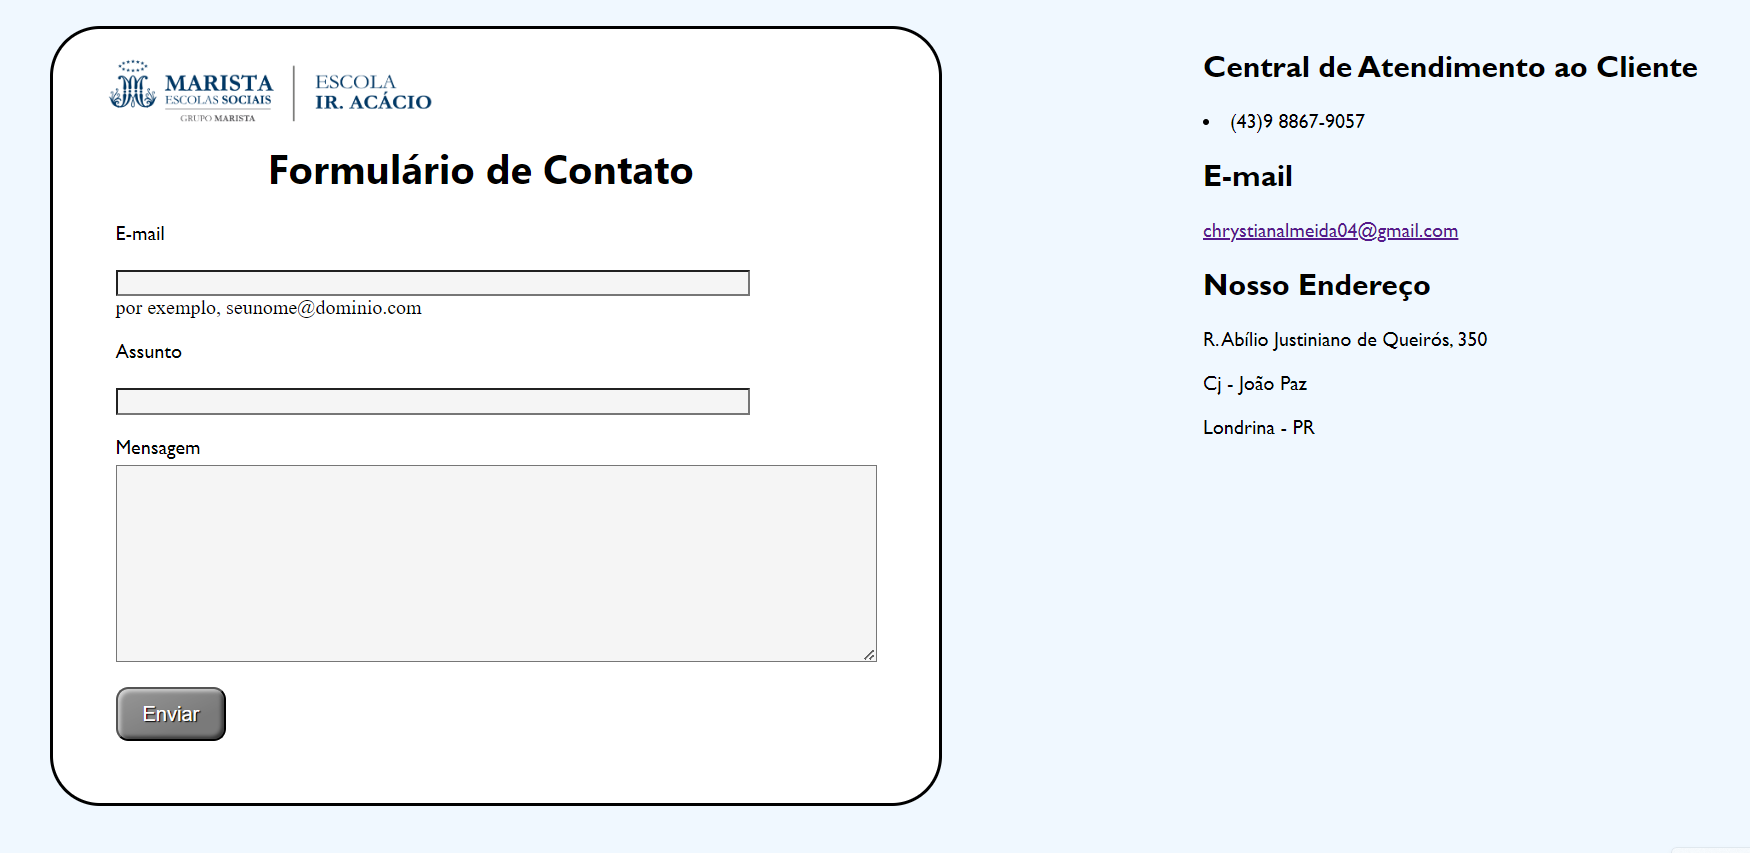 MARISTA
ESCOLAS SOCIAIS
GRUPO MARISTA
ESCOLA
IR. ACÁCIO
Formulário de Contato
E-mail
por exemplo, seunome@dominio.com
Assunto
Mensagem
Enviar
Central de Atendimento ao Cliente
• (43)9 8867-9057
E-mail
chrystianalmeida04@gmail.com
Nosso Endereço
R. Abílio Justiniano de Queirós, 350
Cj - João Paz
Londrina - PR